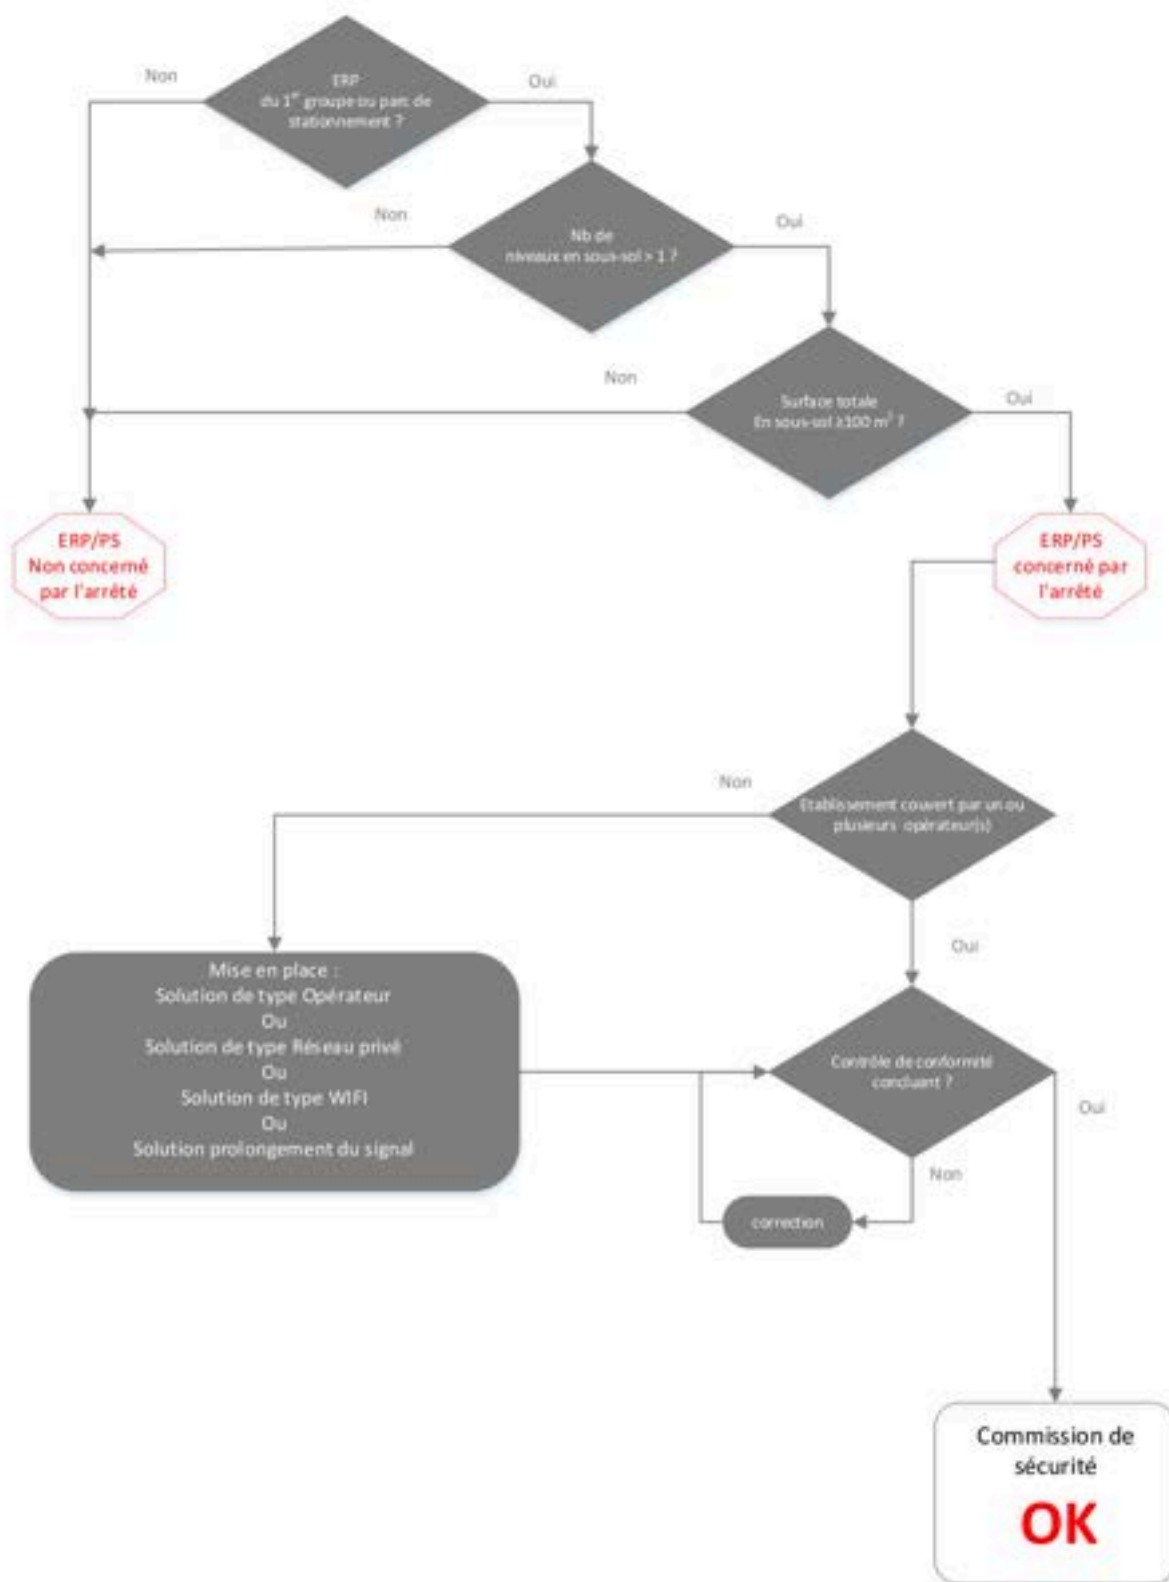 Non
ERP
du 1er groupe ou parc de
stationnement ?
Oui
Non
Nb de
niveaux en sous-sol > 1 ?
Oui
Non
Surface totale
En sous-sol ≥100 m² ?
Oui
ERP/PS
Non concerné
par l'arrêté
ERP/PS
concerné par
l'arrêté
Non
Etablissement couvert par un ou
plusieurs opérateur(s)
Oui
Mise en place :
Solution de type Opérateur
Ou
Solution de type Réseau privé
Ou
Solution de type WIFI
Ou
Solution prolongement du signal
Contrôle de conformité
concluant ?
Oui
Non
correction
Commission de
sécurité
OK